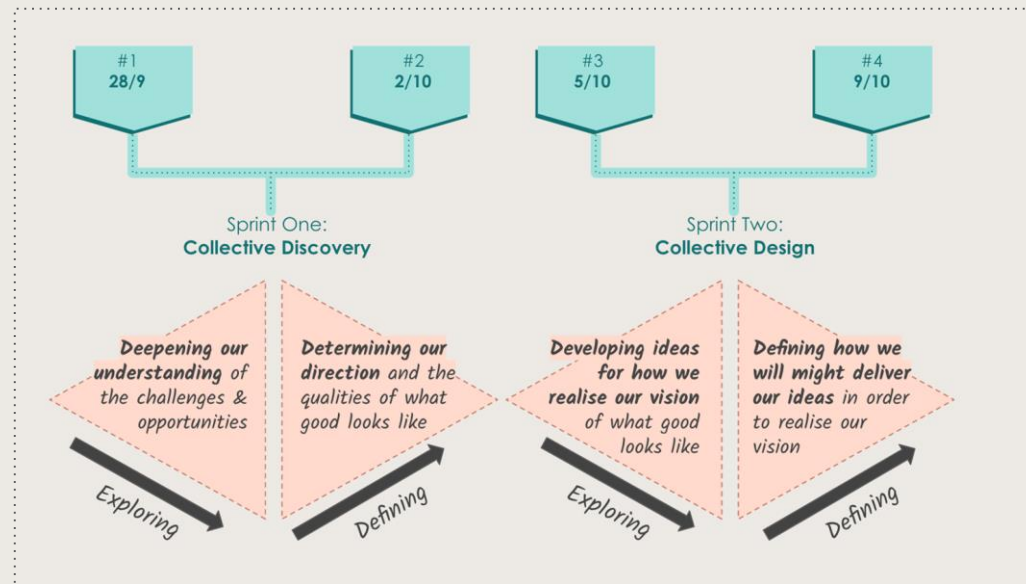 #1
28/9
#2
2/10
#3
5/10
#4
9/10
Sprint One:
Collective Discovery
Sprint Two:
Collective Design
Deepening our
understanding of
the challenges &
opportunities
Determining our
direction and the
qualities of what
good looks like
Developing ideas
for how we
realise our vision
of what good
looks like
Defining how we
will might deliver
our ideas in order
to realise our
vision
Exploring
Defining
Exploring
Defining